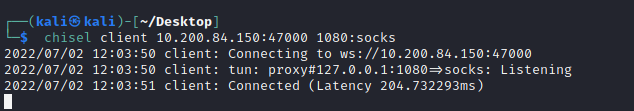 ┌──(kali㉿kali)-[~/Desktop]
└─$ chisel client 10.200.84.150:47000 1080:socks
2022/07/02 12:03:50 client: Connecting to ws://10.200.84.150:47000
2022/07/02 12:03:50 client: tun: proxy#127.0.0.1:1080⇒socks: Listening
2022/07/02 12:03:51 client: Connected (Latency 204.732293ms)